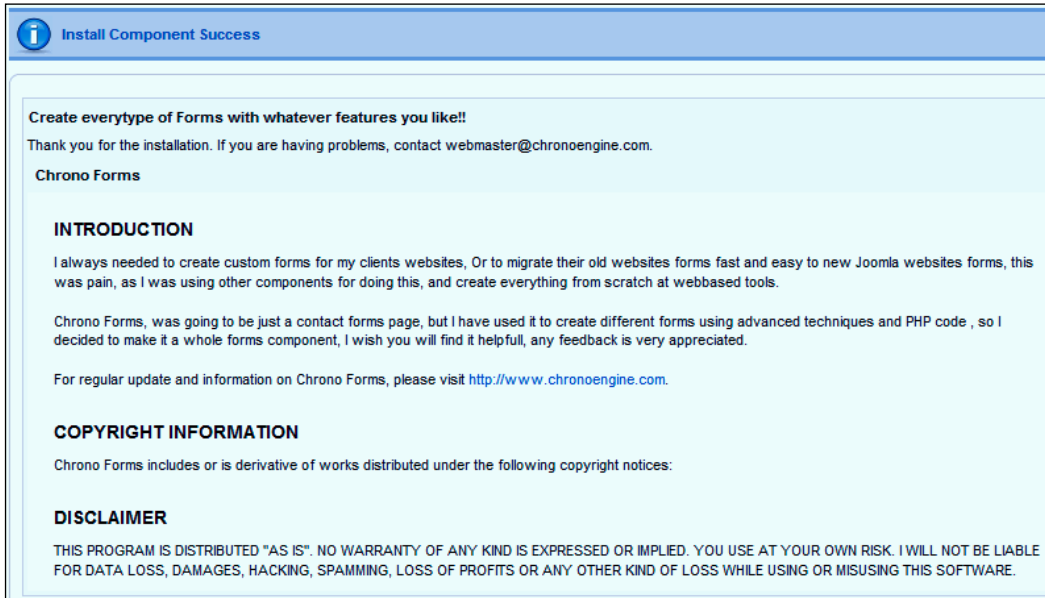 Install Component Success
Create everytype of Forms with whatever features you like!!
Thank you for the installation. If you are having problems, contact webmaster@chronoengine.com.
Chrono Forms
INTRODUCTION
I always needed to create custom forms for my clients websites, Or to migrate their old websites forms fast and easy to new Joomla websites forms, this
was pain, as I was using other components for doing this, and create everything from scratch at webbased tools.
Chrono Forms, was going to be just a contact forms page, but I have used it to create different forms using advanced techniques and PHP code , so I
decided to make it a whole forms component, I wish you will find it helpfull, any feedback is very appreciated.
For regular update and information on Chrono Forms, please visit http://www.chronoengine.com.
COPYRIGHT INFORMATION
Chrono Forms includes or is derivative of works distributed under the following copyright notices:
DISCLAIMER
THIS PROGRAM IS DISTRIBUTED "AS IS". NO WARRANTY OF ANY KIND IS EXPRESSED OR IMPLIED. YOU USE AT YOUR OWN RISK. I WILL NOT BE LIABLE
FOR DATA LOSS, DAMAGES, HACKING, SPAMMING, LOSS OF PROFITS OR ANY OTHER KIND OF LOSS WHILE USING OR MISUSING THIS SOFTWARE.